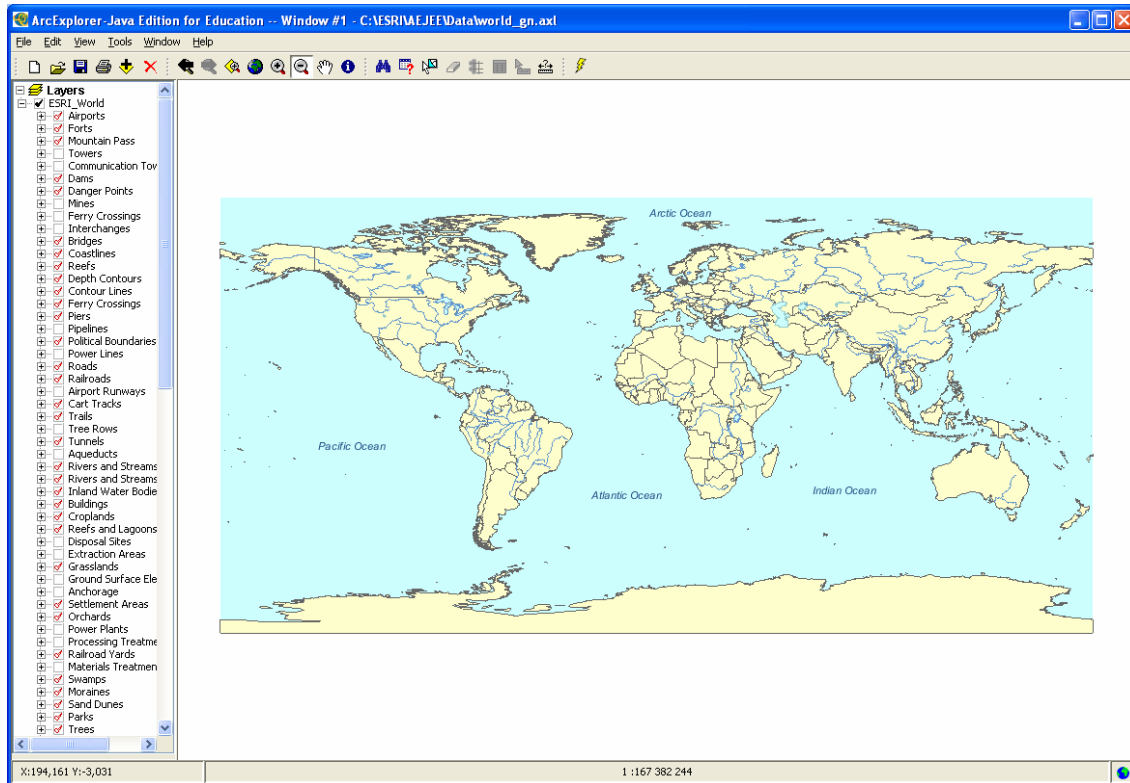 ArcExplorer-Java Edition for Education -- Window #1 - C:\ESRI\AEJEE\Data\world_gn.axl
File Edit View Tools Window Help
Layers
ESRI_World
Airports
Forts
Mountain Pass
Towers
Communication Tow
Dams
Danger Points
Mines
Ferry Crossings
Interchanges
Bridges
Coastlines
Reefs
Depth Contours
Contour Lines
Ferry Crossings
Piers
Pipelines
Political Boundaries
Power Lines
Roads
Railroads
Airport Runways
Cart Tracks
Trails
Tree Rows
Tunnels
Aqueducts
Rivers and Streams
Rivers and Streams
Inland Water Bodie
Buildings
Croplands
Reefs and Lagoons
Disposal Sites
Extraction Areas
Grasslands
Ground Surface Ele
Anchorage
Settlement Areas
Orchards
Power Plants
Processing Treatme
Railroad Yards
Materials Treatmen
Swamps
Moraines
Sand Dunes
Parks
Trees
Arctic Ocean
Pacific Ocean
Atlantic Ocean
Indian Ocean
X:194,161 Y:-3,031
1 :167 382 244